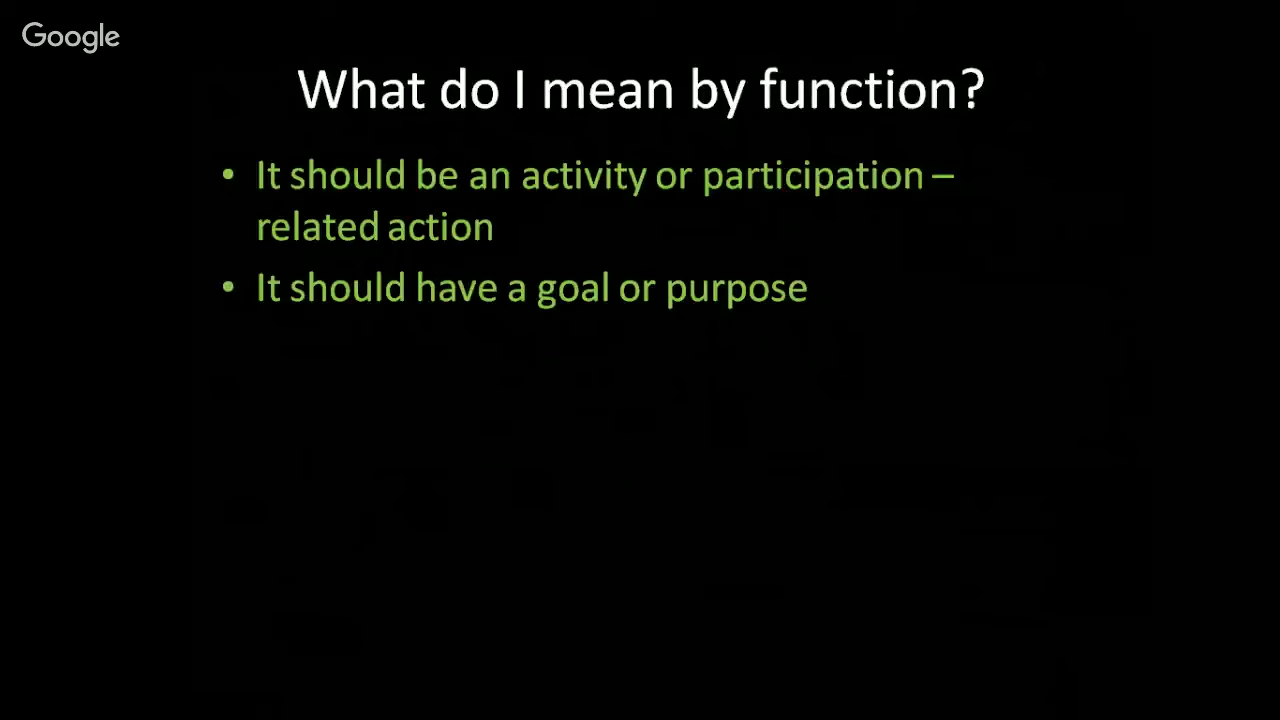 Google
What do I mean by function?
• It should be an activity or participation –
related action
• It should have a goal or purpose